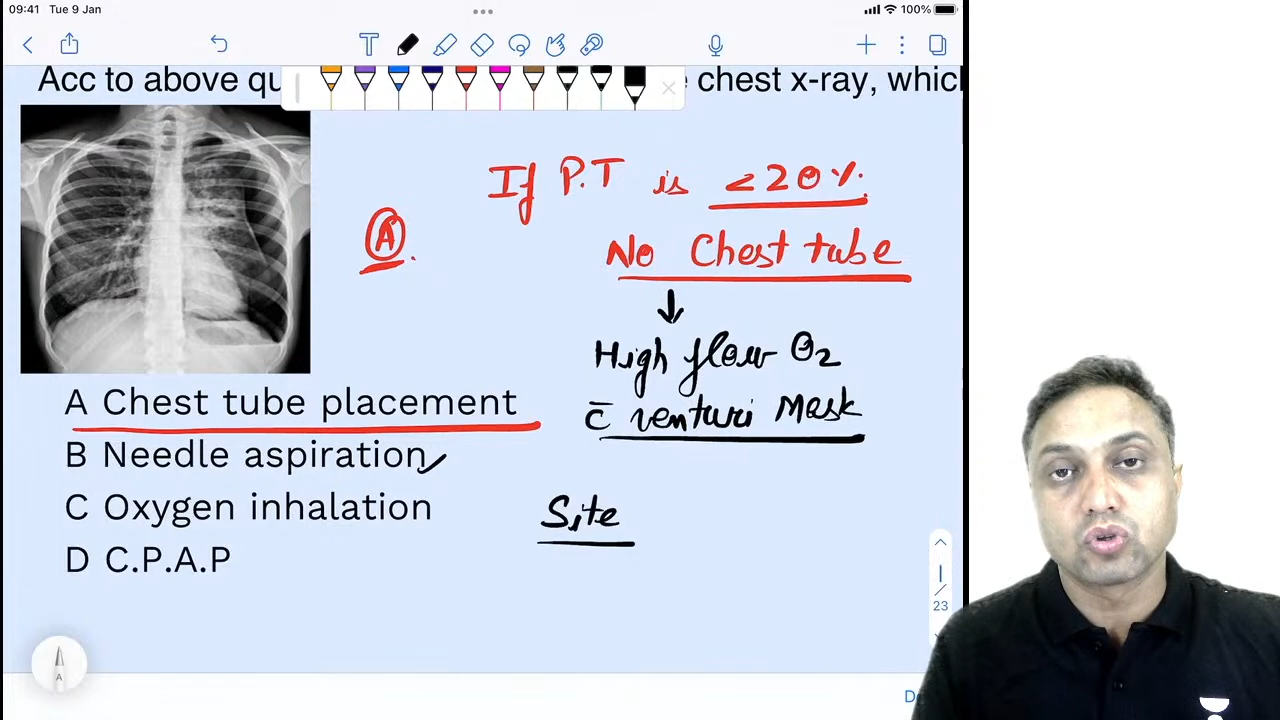 09:41 Tue 9 Jan
100%
T
Acc to above qu
e chest x-ray, which
If P.T is <20%.
No Chest tube
↓
High flow O2
c̄ venturi Mask
(A).
A Chest tube placement
B Needle aspiration
C Oxygen inhalation
D C.P.A.P
Site
1
/
23
A